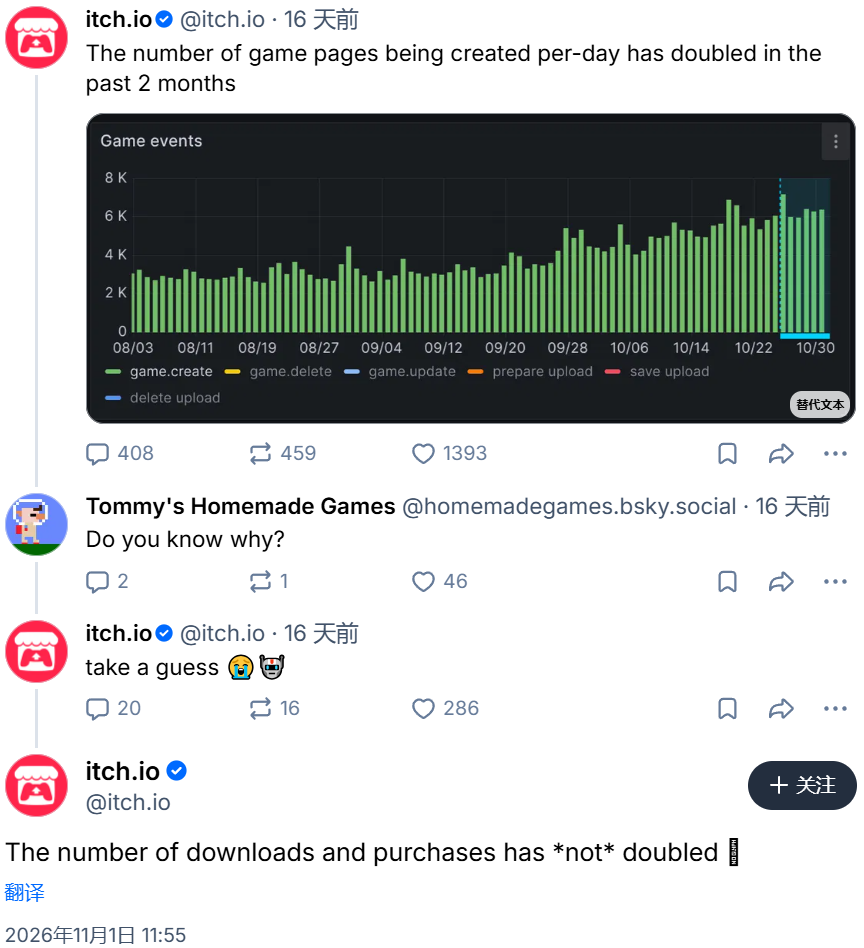 itch.io @itch.io · 16 天前
The number of game pages being created per-day has doubled in the
past 2 months
Game events
8 K
6 K
4 K
2 K
0
08/03 08/11 08/19 08/27 09/04 09/12 09/20 09/28 10/06 10/14 10/22 10/30
game.create game.delete game.update prepare upload save upload
delete upload
替代文本
408 459 1393
Tommy's Homemade Games @homemadegames.bsky.social · 16 天前
Do you know why?
2 1 46
itch.io @itch.io · 16 天前
take a guess 😭🤖
20 16 286
itch.io
@itch.io
关注
The number of downloads and purchases has *not* doubled
翻译
2026年11月1日 11:55